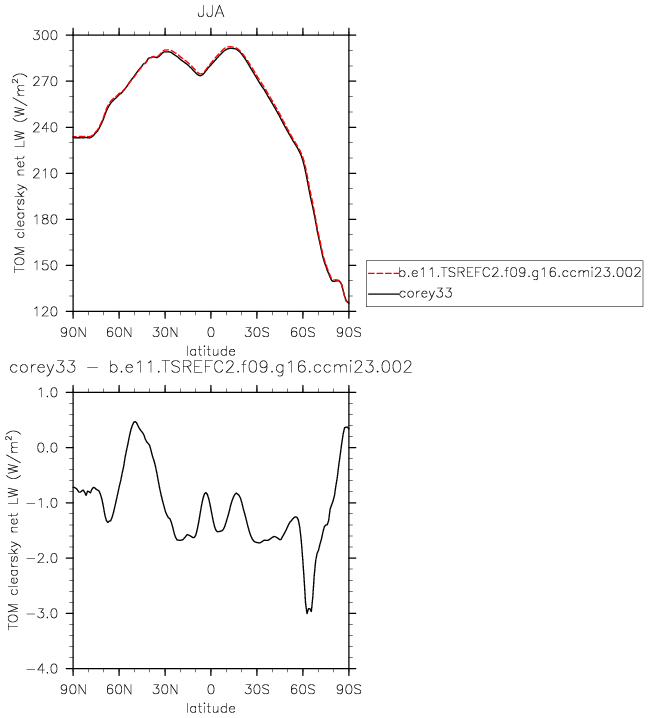 JJA
300
270
240
210
180
150
120
TOM clearsky net LW (W/m²)
90N 60N 30N 0 30S 60S 90S
latitude
b.e11.TSREFC2.f09.g16.ccmi23.002
corey33
corey33 − b.e11.TSREFC2.f09.g16.ccmi23.002
1.0
0.0
−1.0
−2.0
−3.0
−4.0
TOM clearsky net LW (W/m²)
90N 60N 30N 0 30S 60S 90S
latitude